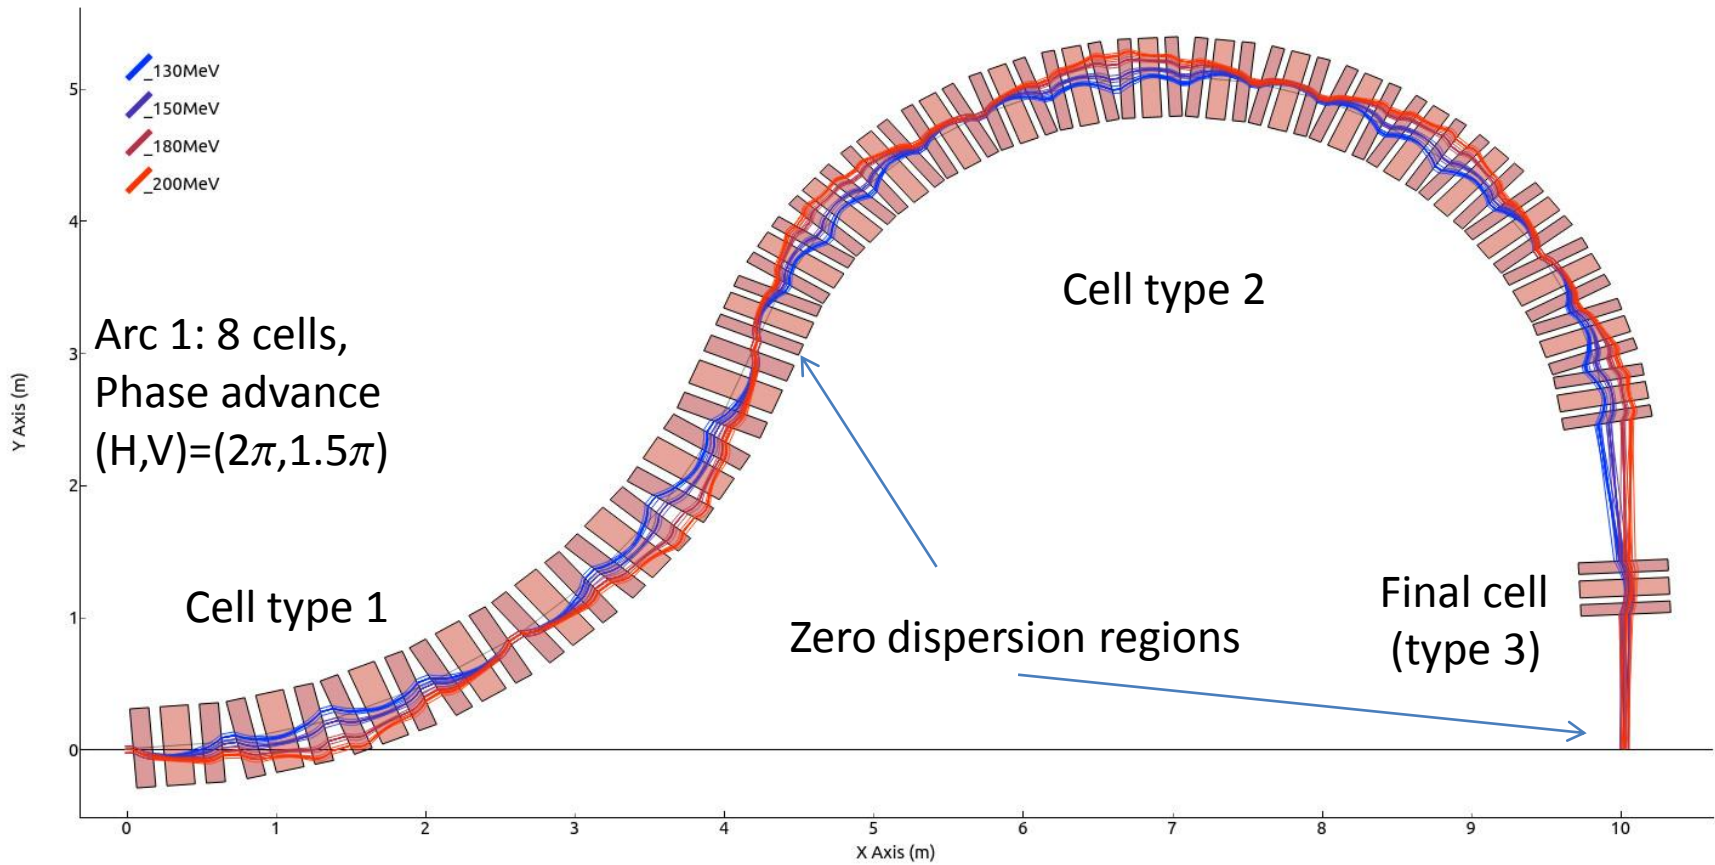 _130MeV
_150MeV
_180MeV
_200MeV
Arc 1: 8 cells,
Phase advance
(H,V)=(2π,1.5π)
Cell type 1
Cell type 2
Zero dispersion regions
Final cell
(type 3)
Y Axis (m)
5
4
3
2
1
0
0 1 2 3 4 5 6 7 8 9 10
X Axis (m)